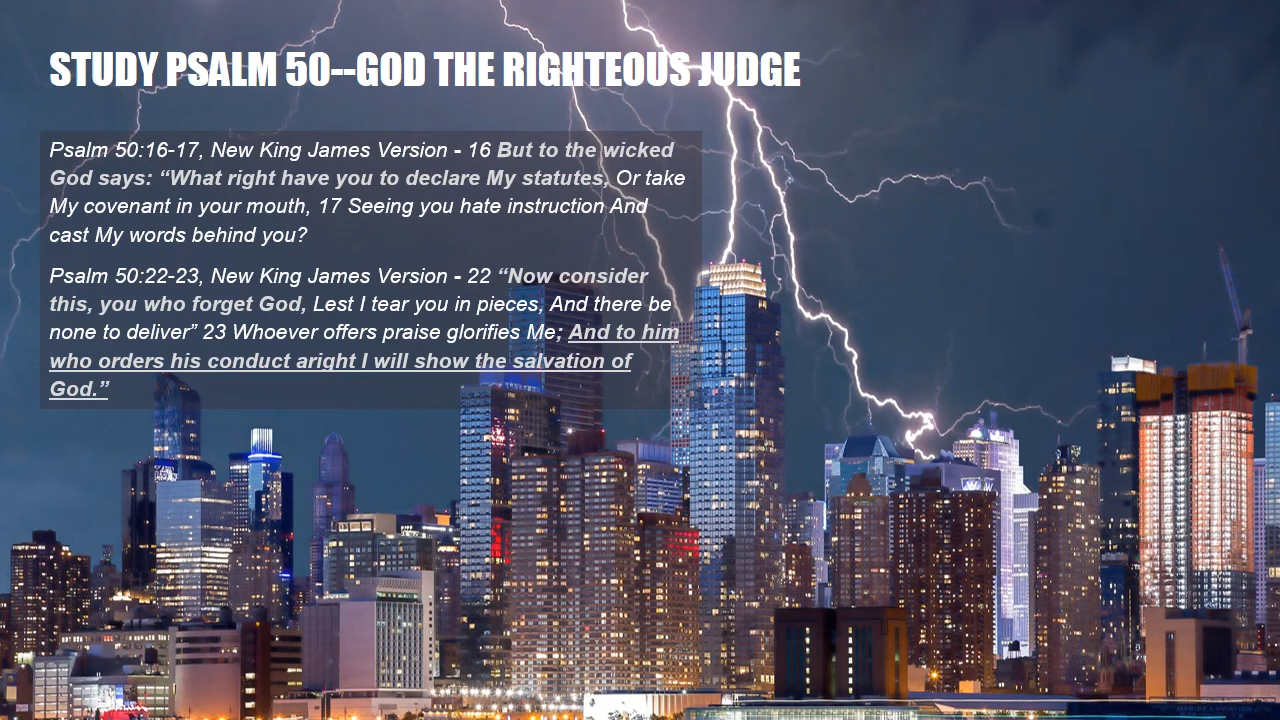 STUDY PSALM 50--GOD THE RIGHTEOUS JUDGE
Psalm 50:16-17, New King James Version - 16 But to the wicked
God says: “What right have you to declare My statutes, Or take
My covenant in your mouth, 17 Seeing you hate instruction And
cast My words behind you?
Psalm 50:22-23, New King James Version - 22 “Now consider
this, you who forget God, Lest I tear you in pieces, And there be
none to deliver” 23 Whoever offers praise glorifies Me; And to him
who orders his conduct aright I will show the salvation of
God.”